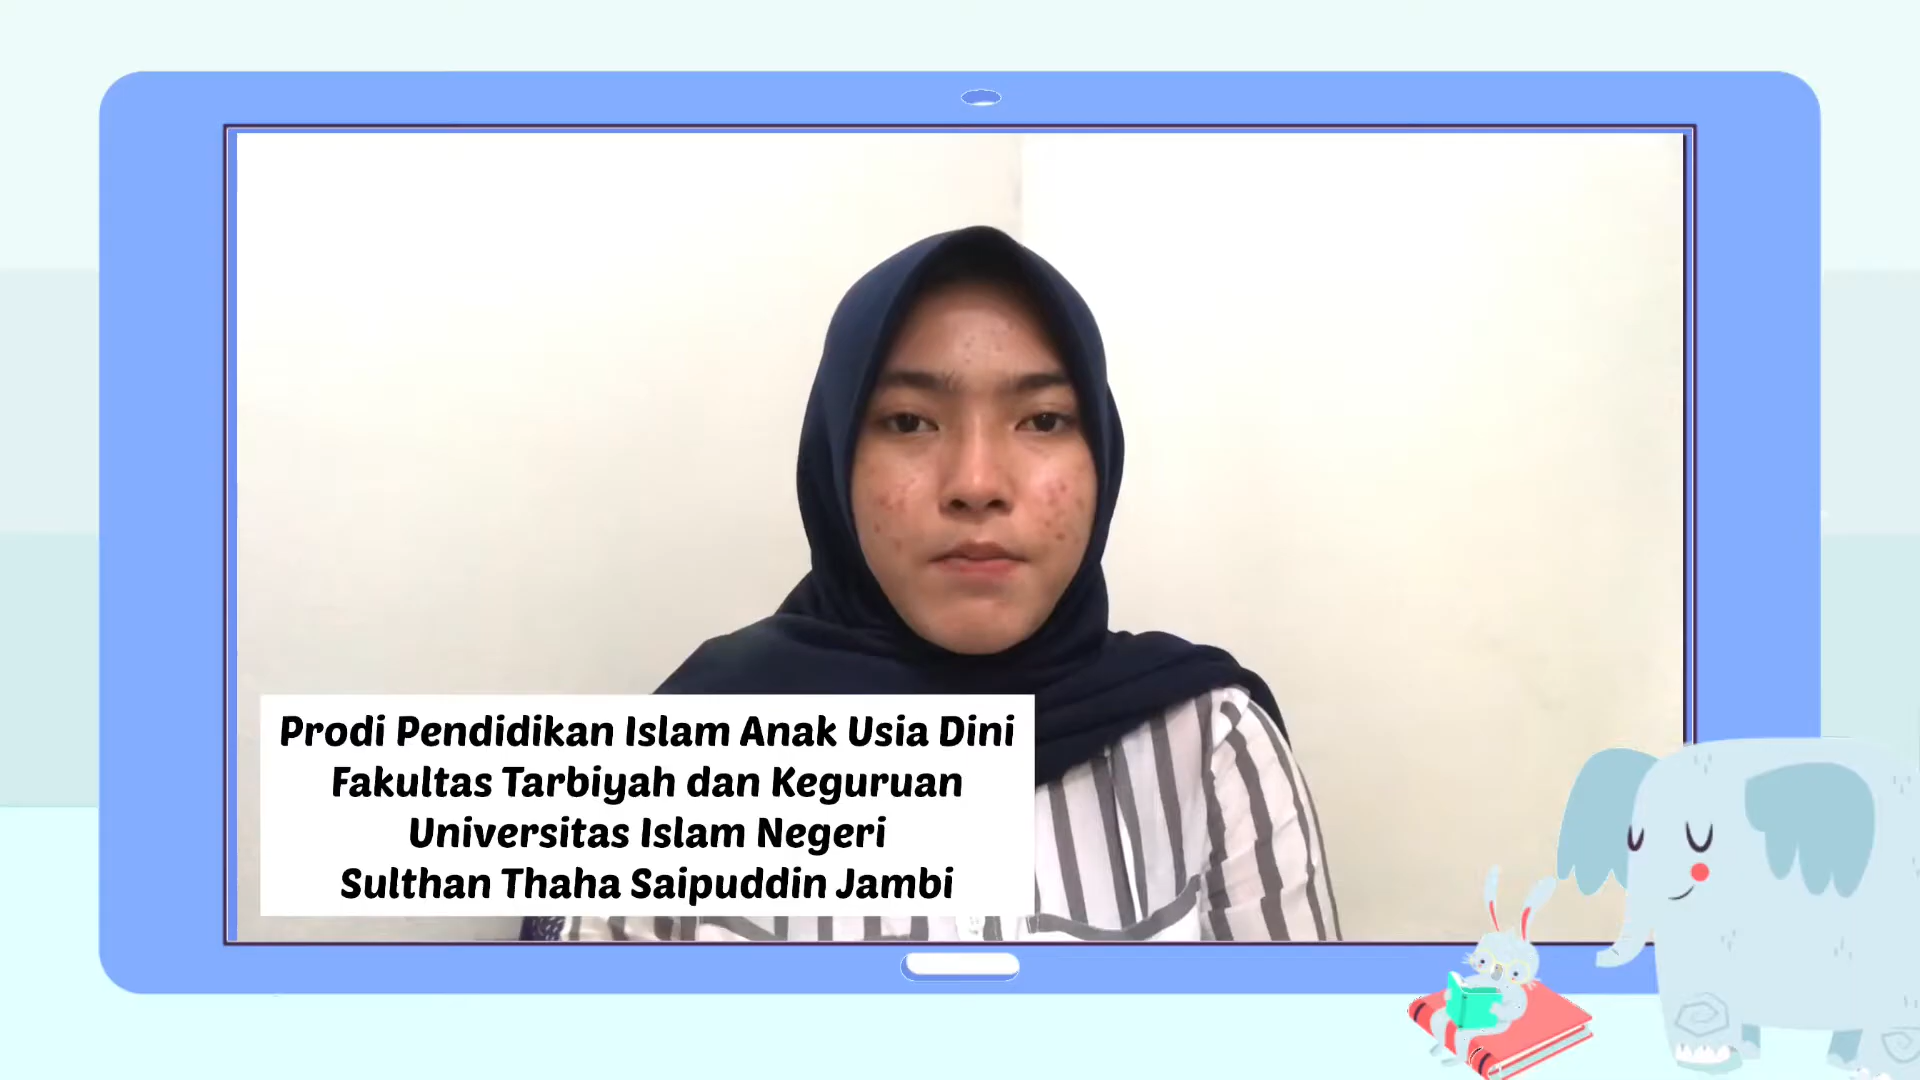 Prodi Pendidikan Islam Anak Usia Dini
Fakultas Tarbiyah dan Keguruan
Universitas Islam Negeri
Sulthan Thaha Saipuddin Jambi